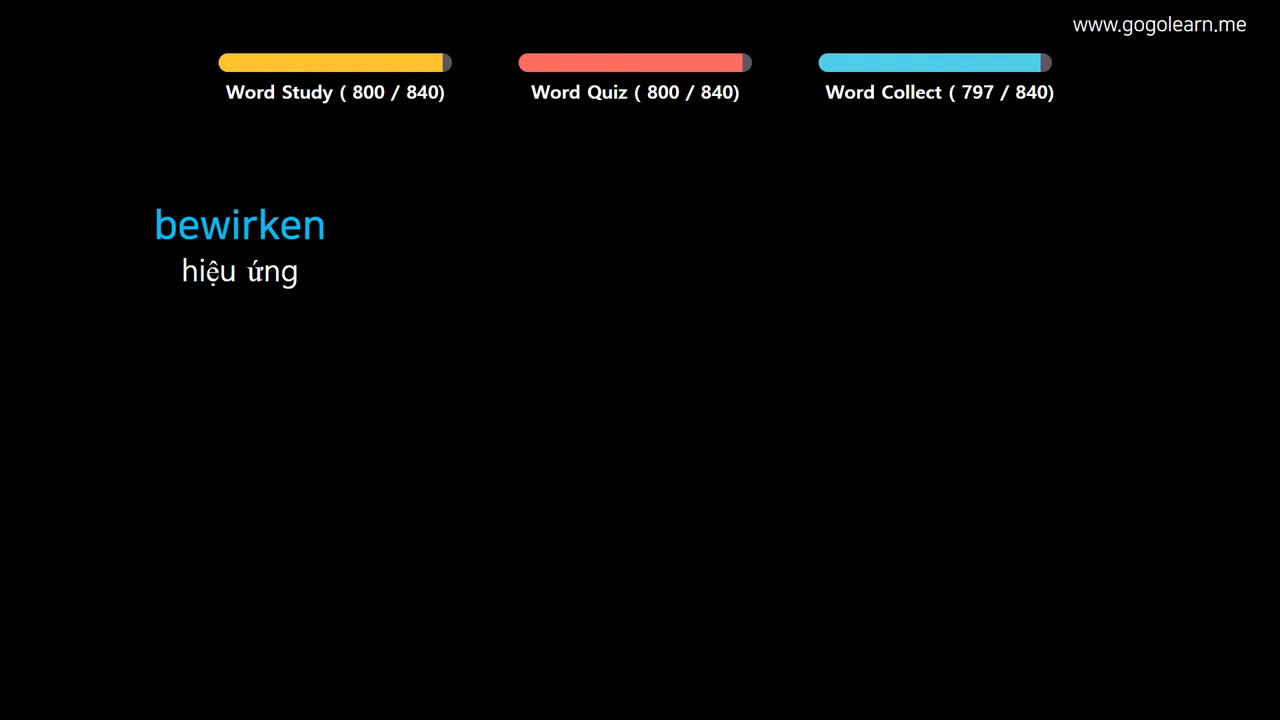 www.gogolearn.me
Word Study ( 800 / 840)
Word Quiz ( 800 / 840)
Word Collect ( 797 / 840)
bewirken
hiệu ứng